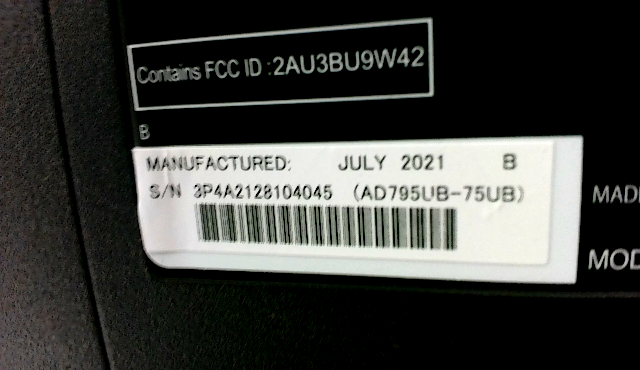 Contains FCC ID :2AU3BU9W42
B
MANUFACTURED: JULY 2021 B
S/N 3P4A2128104045 (AD795UB-75UB)